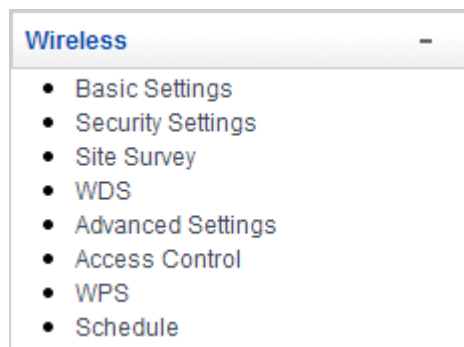 Wireless -
Basic Settings
Security Settings
Site Survey
WDS
Advanced Settings
Access Control
WPS
Schedule